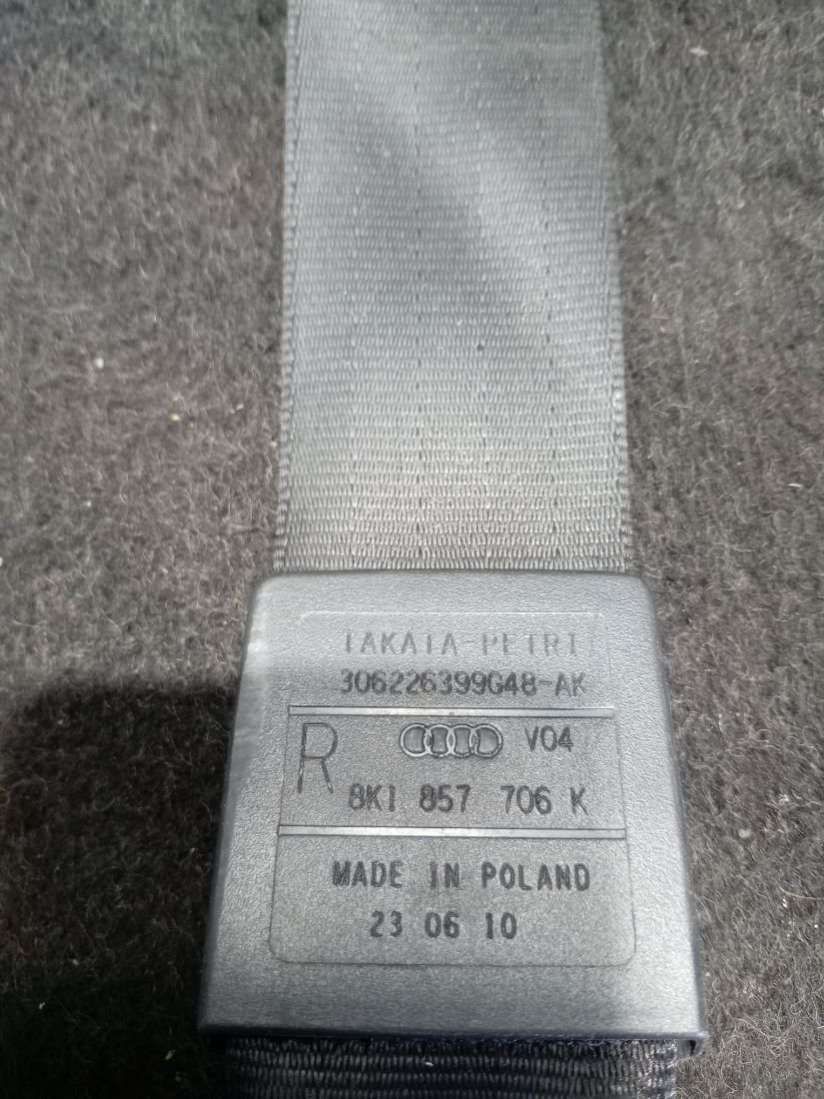 TAKATA-PETRI
306226399G48-AK
R V04
8K1 857 706 K
MADE IN POLAND
23 06 10